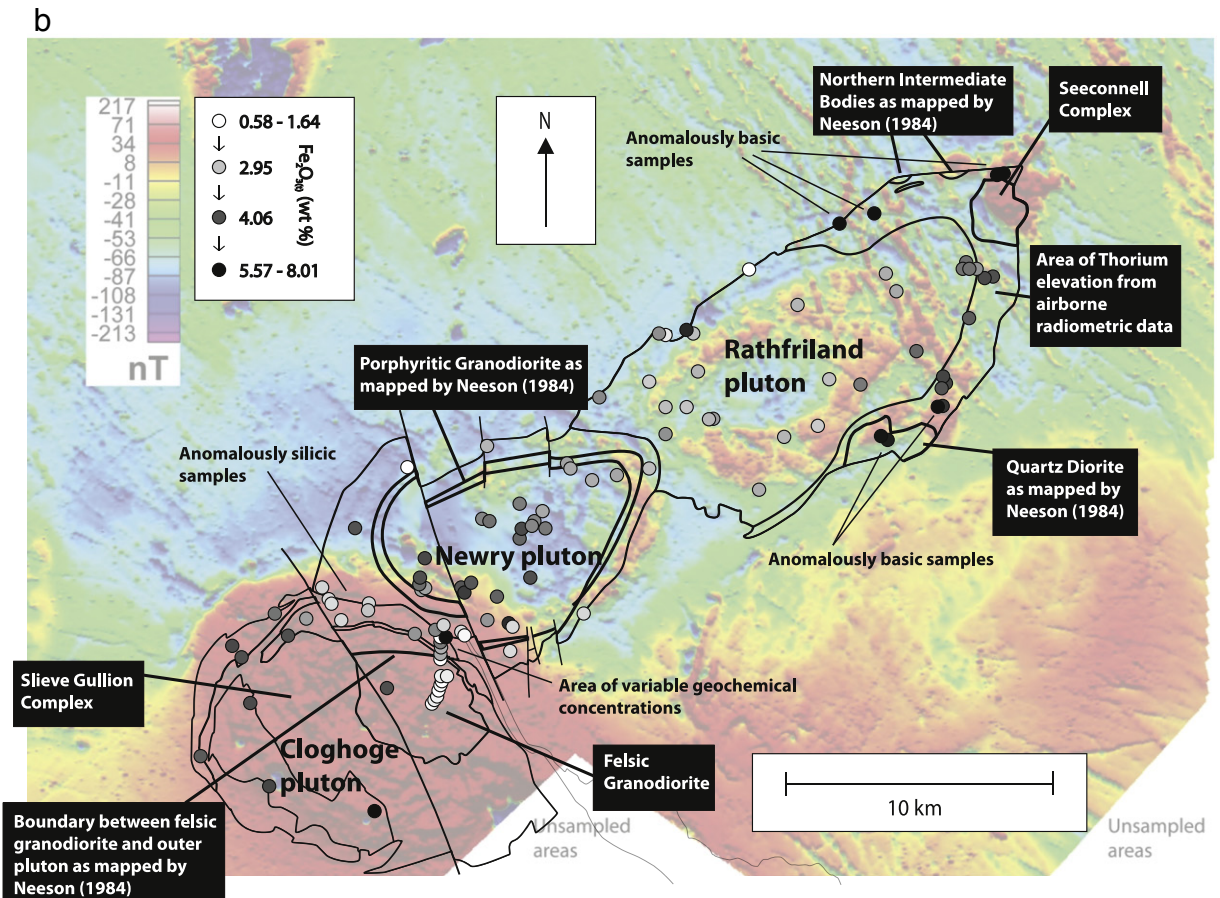 b
217
71
34
8
-11
-28
-41
-53
-66
-87
-108
-131
-213
nT
0.58 - 1.64
2.95
4.06
5.57 - 8.01
Fe2O3(t) (wt %)
N
Anomalously basic
samples
Northern Intermediate
Bodies as mapped by
Neeson (1984)
Seeconnell
Complex
Area of Thorium
elevation from
airborne
radiometric data
Rathfriland
pluton
Porphyritic Granodiorite as
mapped by Neeson (1984)
Anomalously silicic
samples
Quartz Diorite
as mapped by
Neeson (1984)
Newry pluton
Anomalously basic samples
Slieve Gullion
Complex
Area of variable geochemical
concentrations
Cloghoge
pluton
Felsic
Granodiorite
10 km
Boundary between felsic
granodiorite and outer
pluton as mapped by
Neeson (1984)
Unsampled
areas
Unsampled
areas